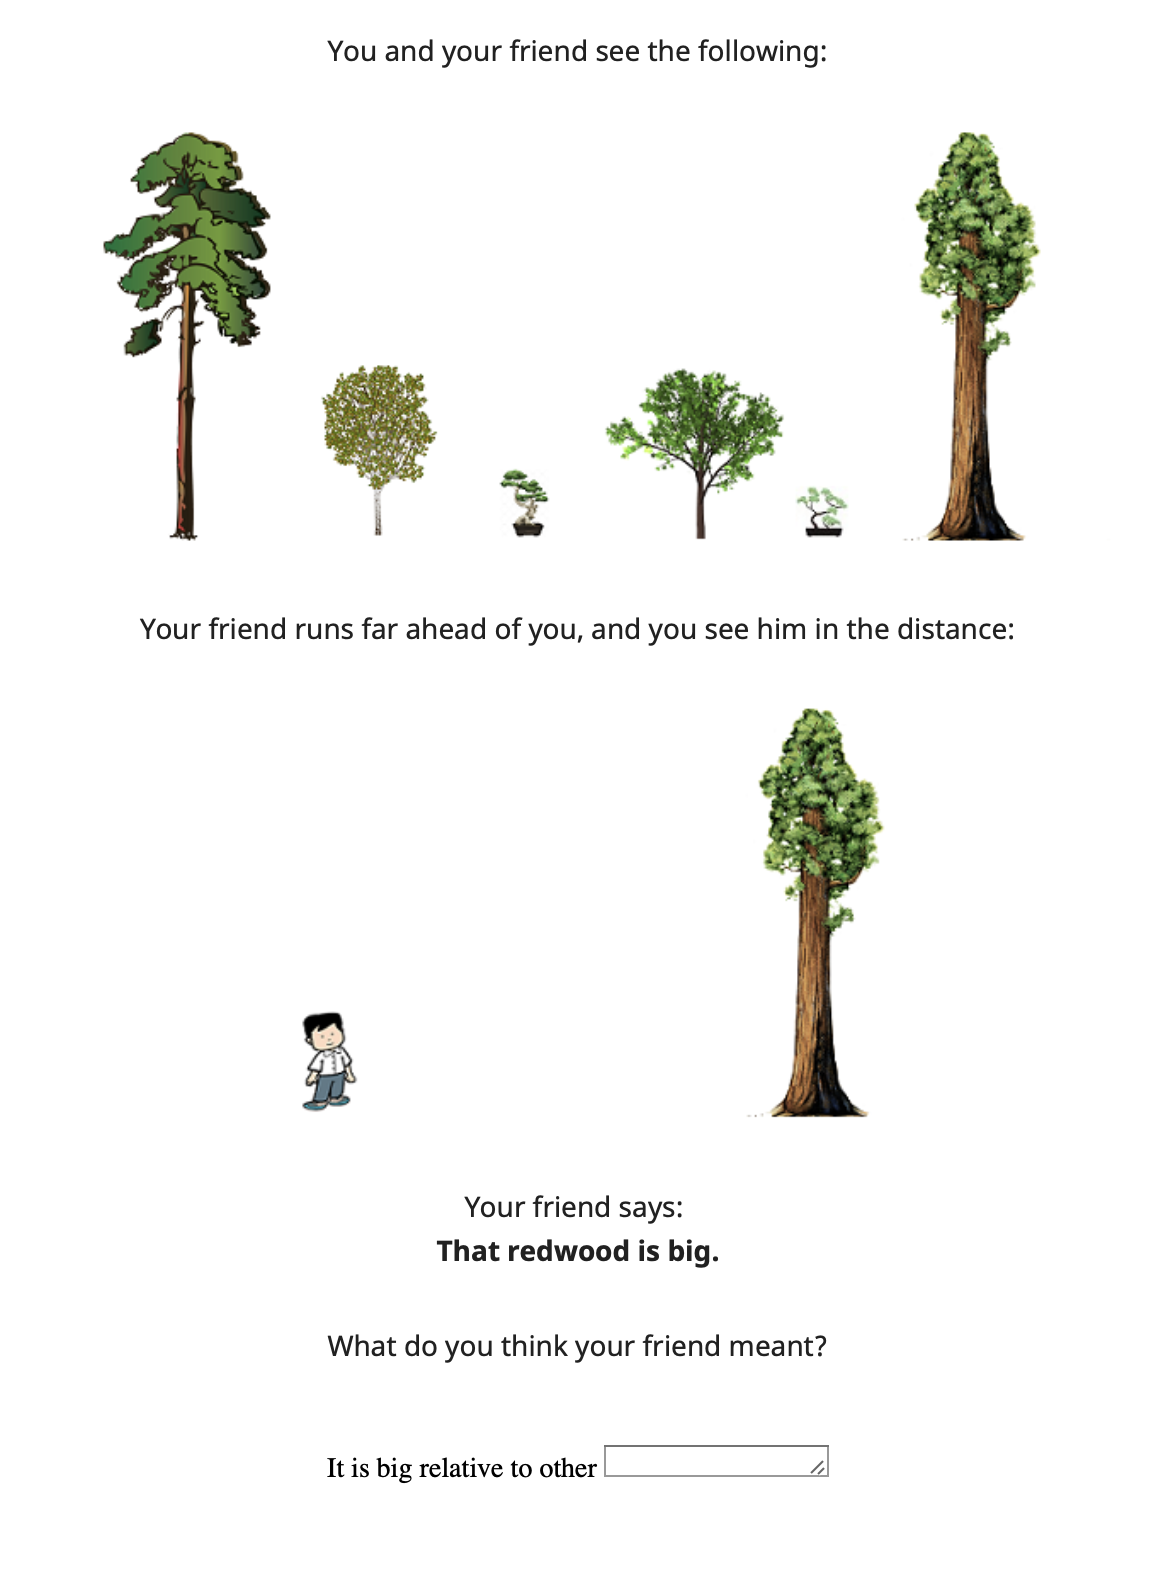 You and your friend see the following:
Your friend runs far ahead of you, and you see him in the distance:
Your friend says:
That redwood is big.
What do you think your friend meant?
It is big relative to other